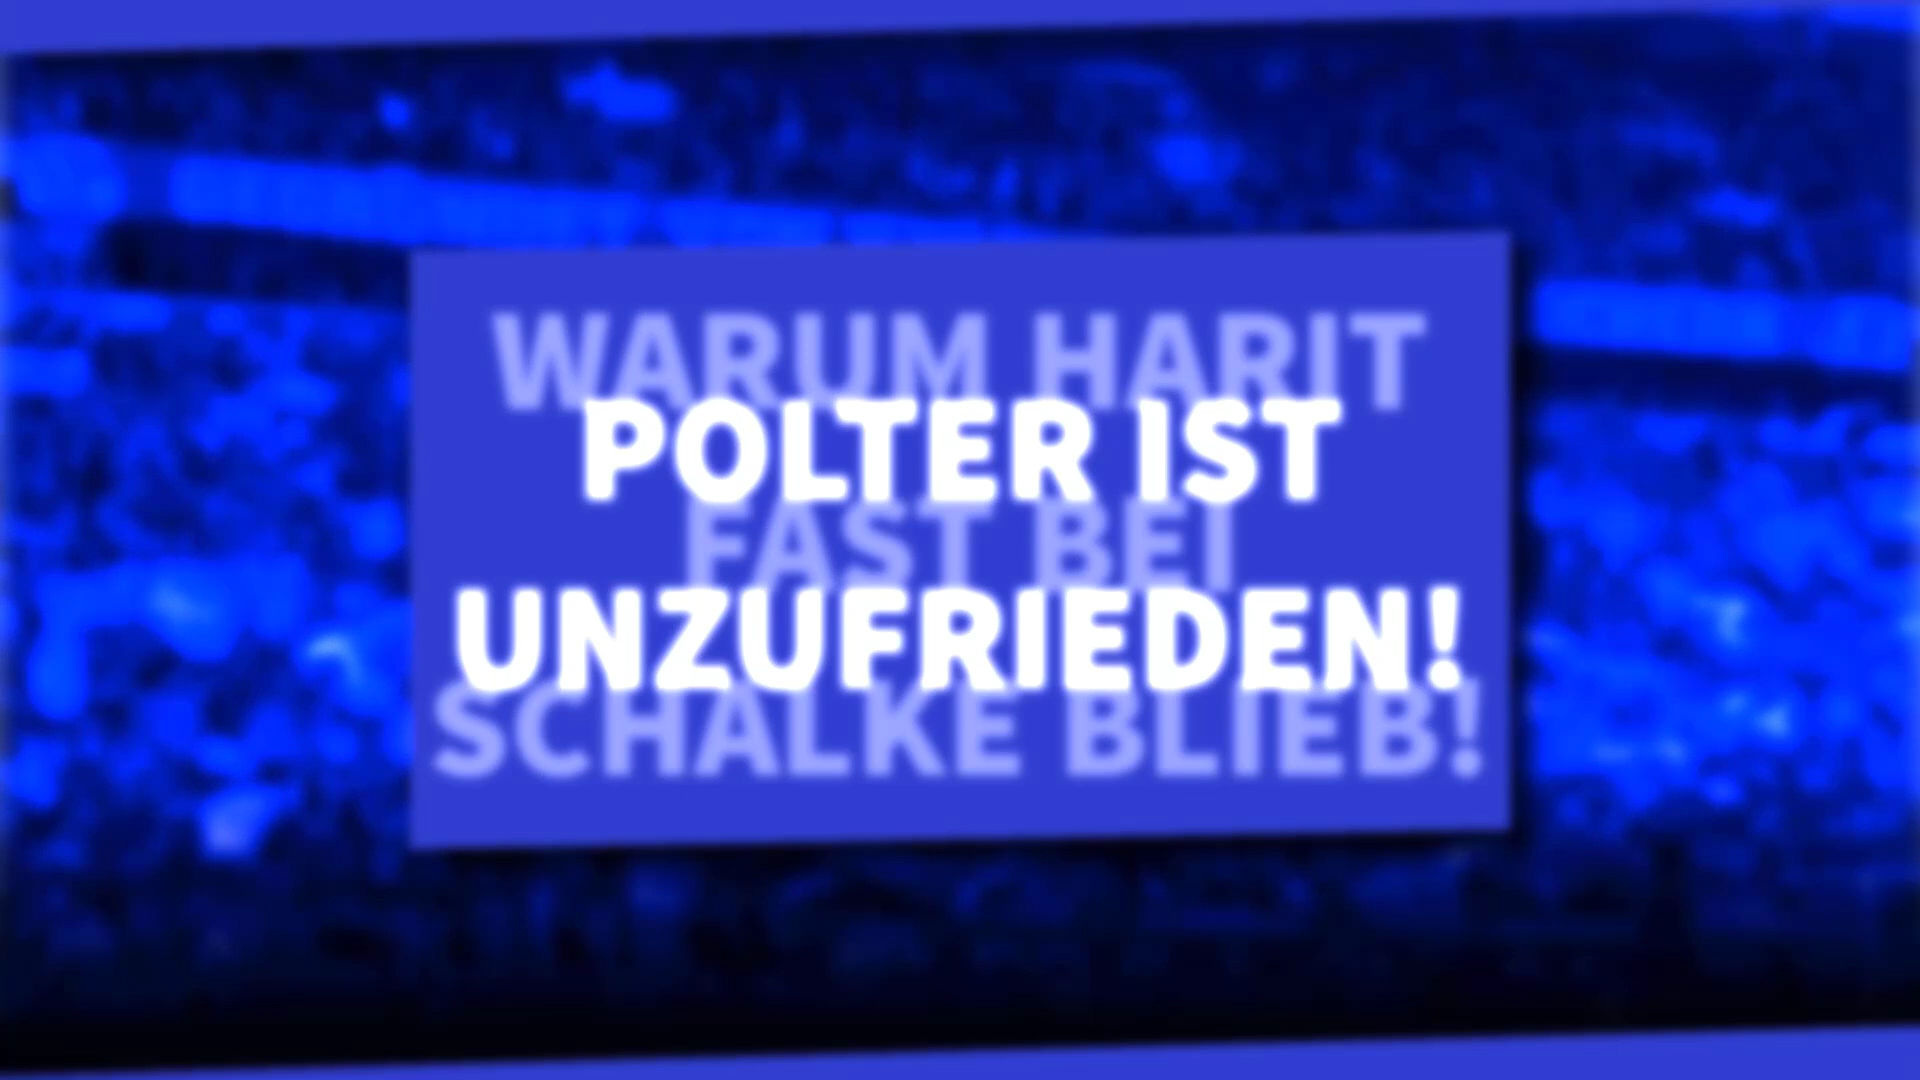 WARUM HARIT
POLTER IST
FAST BEI
UNZUFRIEDEN!
SCHALKE BLIEB!